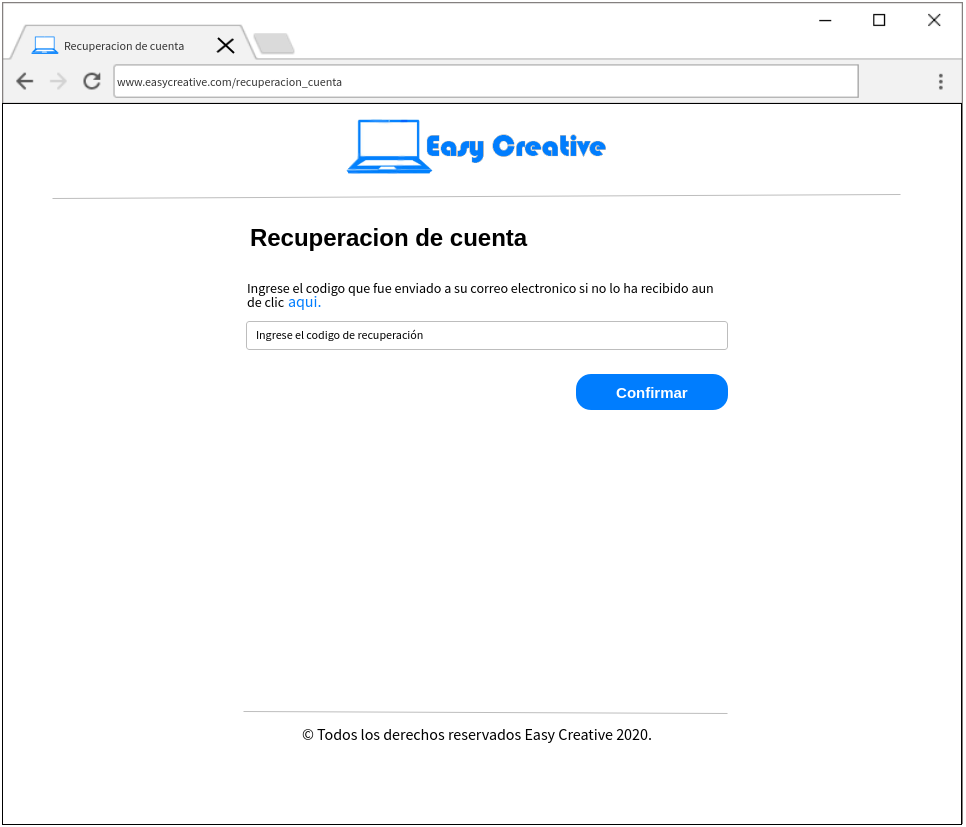 Recuperacion de cuenta
www.easycreative.com/recuperacion_cuenta
Easy Creative
Recuperacion de cuenta
Ingrese el codigo que fue enviado a su correo electronico si no lo ha recibido aun
de clic aqui.
Ingrese el codigo de recuperación
Confirmar
© Todos los derechos reservados Easy Creative 2020.